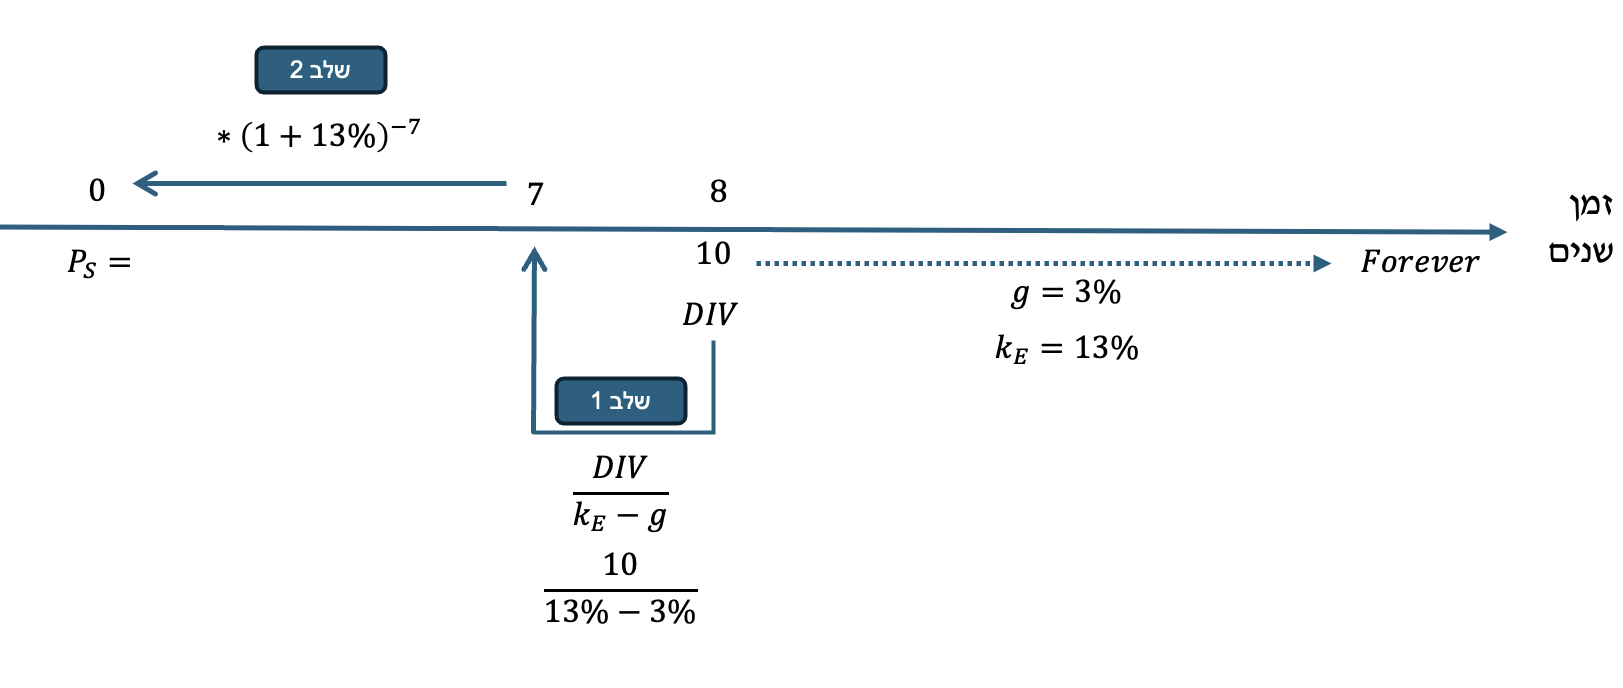 שלב 2
* (1 + 13%)⁻⁷
0
7
8
זמן
שנים
P_S =
10
Forever
g = 3%
DIV
k_E = 13%
שלב 1
DIV
k_E − g
10
13% − 3%